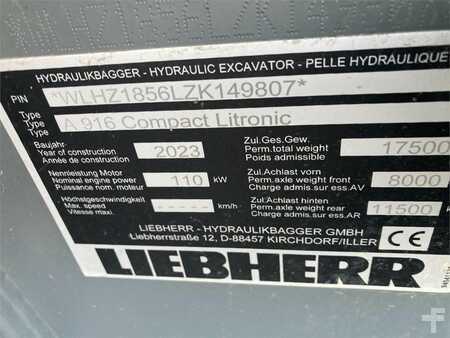 HYDRAULIKBAGGER - HYDRAULIC EXCAVATOR - PELLE HYDRAULIQUE
PIN *WLHZ1856LZK149807*
Type
Type
Type A 916 Compact Litronic
Baujahr
Year of construction 2023
Année de construction
Zul.Ges.Gew.
Perm.total weight 17500
Poids admissible
Nennleistung Motor
Nominal engine power 110 kW
Puissance nom. moteur
Zul.Achslast vorn
Perm.axle weight front 8000
Charge admis.sur ess.AV
Höchstgeschwindigkeit
Max. speed - - - - - km/h
Vitesse maxi.
Zul.Achslast hinten
Perm.axle weight rear 11500
Charge admis.sur ess.AR
LIEBHERR - HYDRAULIKBAGGER GMBH
Liebherrstraße 12, D-88457 KIRCHDORF/ILLER
CE
LIEBHERR